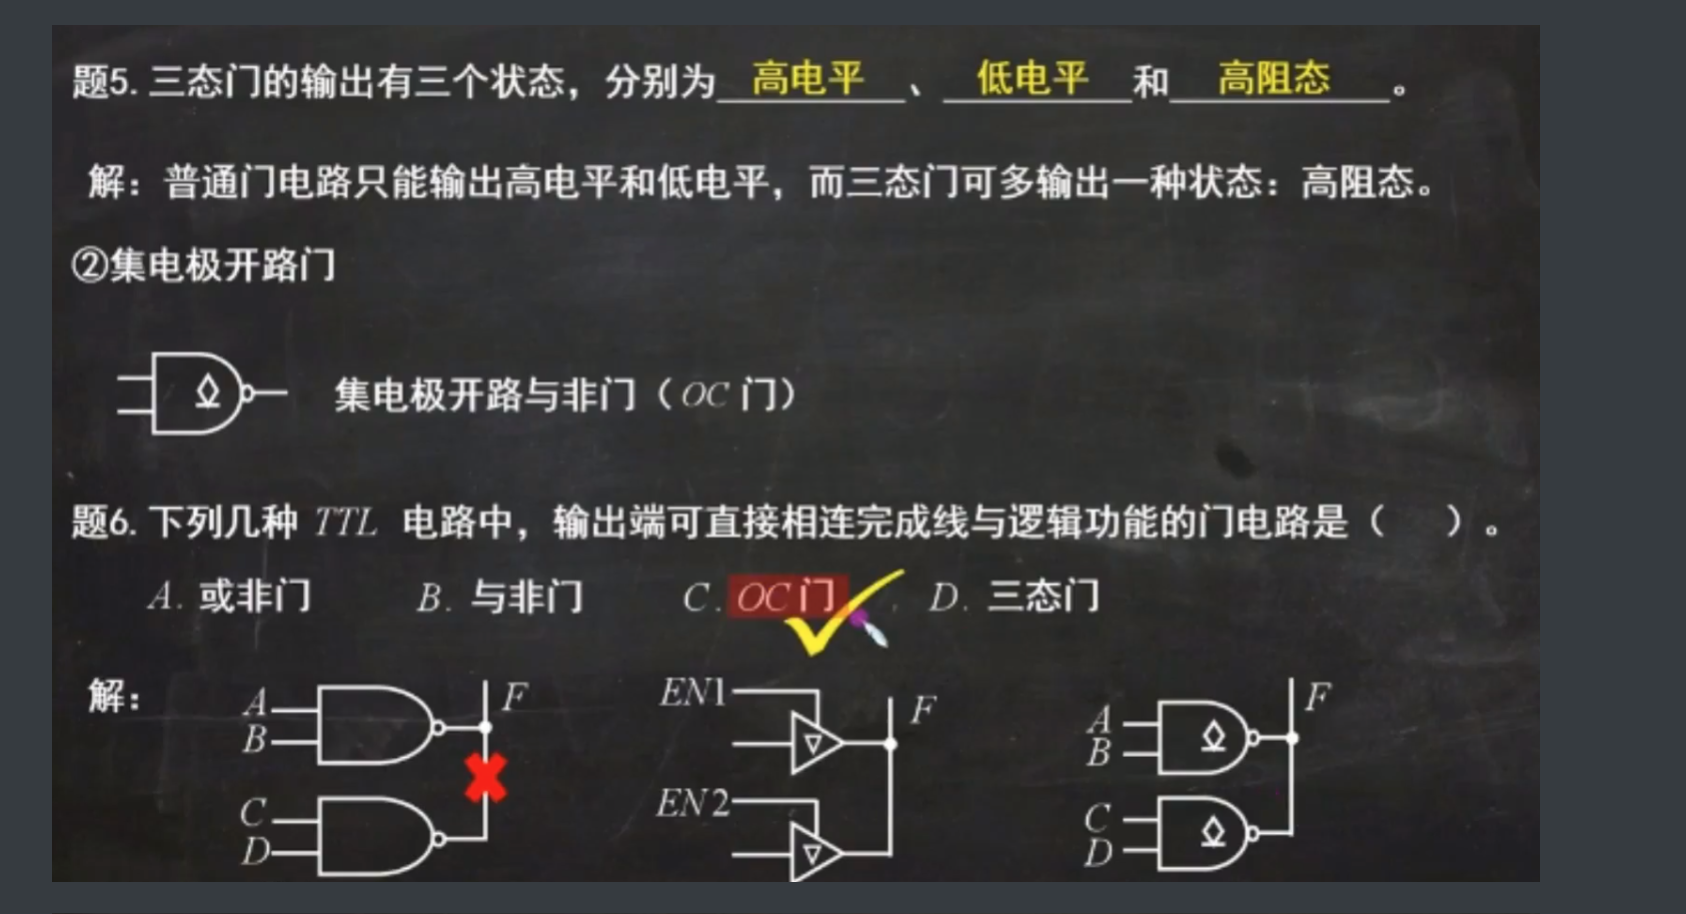 题5. 三态门的输出有三个状态，分别为 高电平 、 低电平 和 高阻态 。
解：普通门电路只能输出高电平和低电平，而三态门可多输出一种状态：高阻态。
②集电极开路门
集电极开路与非门（OC 门）
题6. 下列几种 TTL 电路中，输出端可直接相连完成线与逻辑功能的门电路是（ ）。
A. 或非门 B. 与非门 C. OC门 D. 三态门
解：
A
B
F
C
D
EN1
F
EN2
A
B
F
C
D